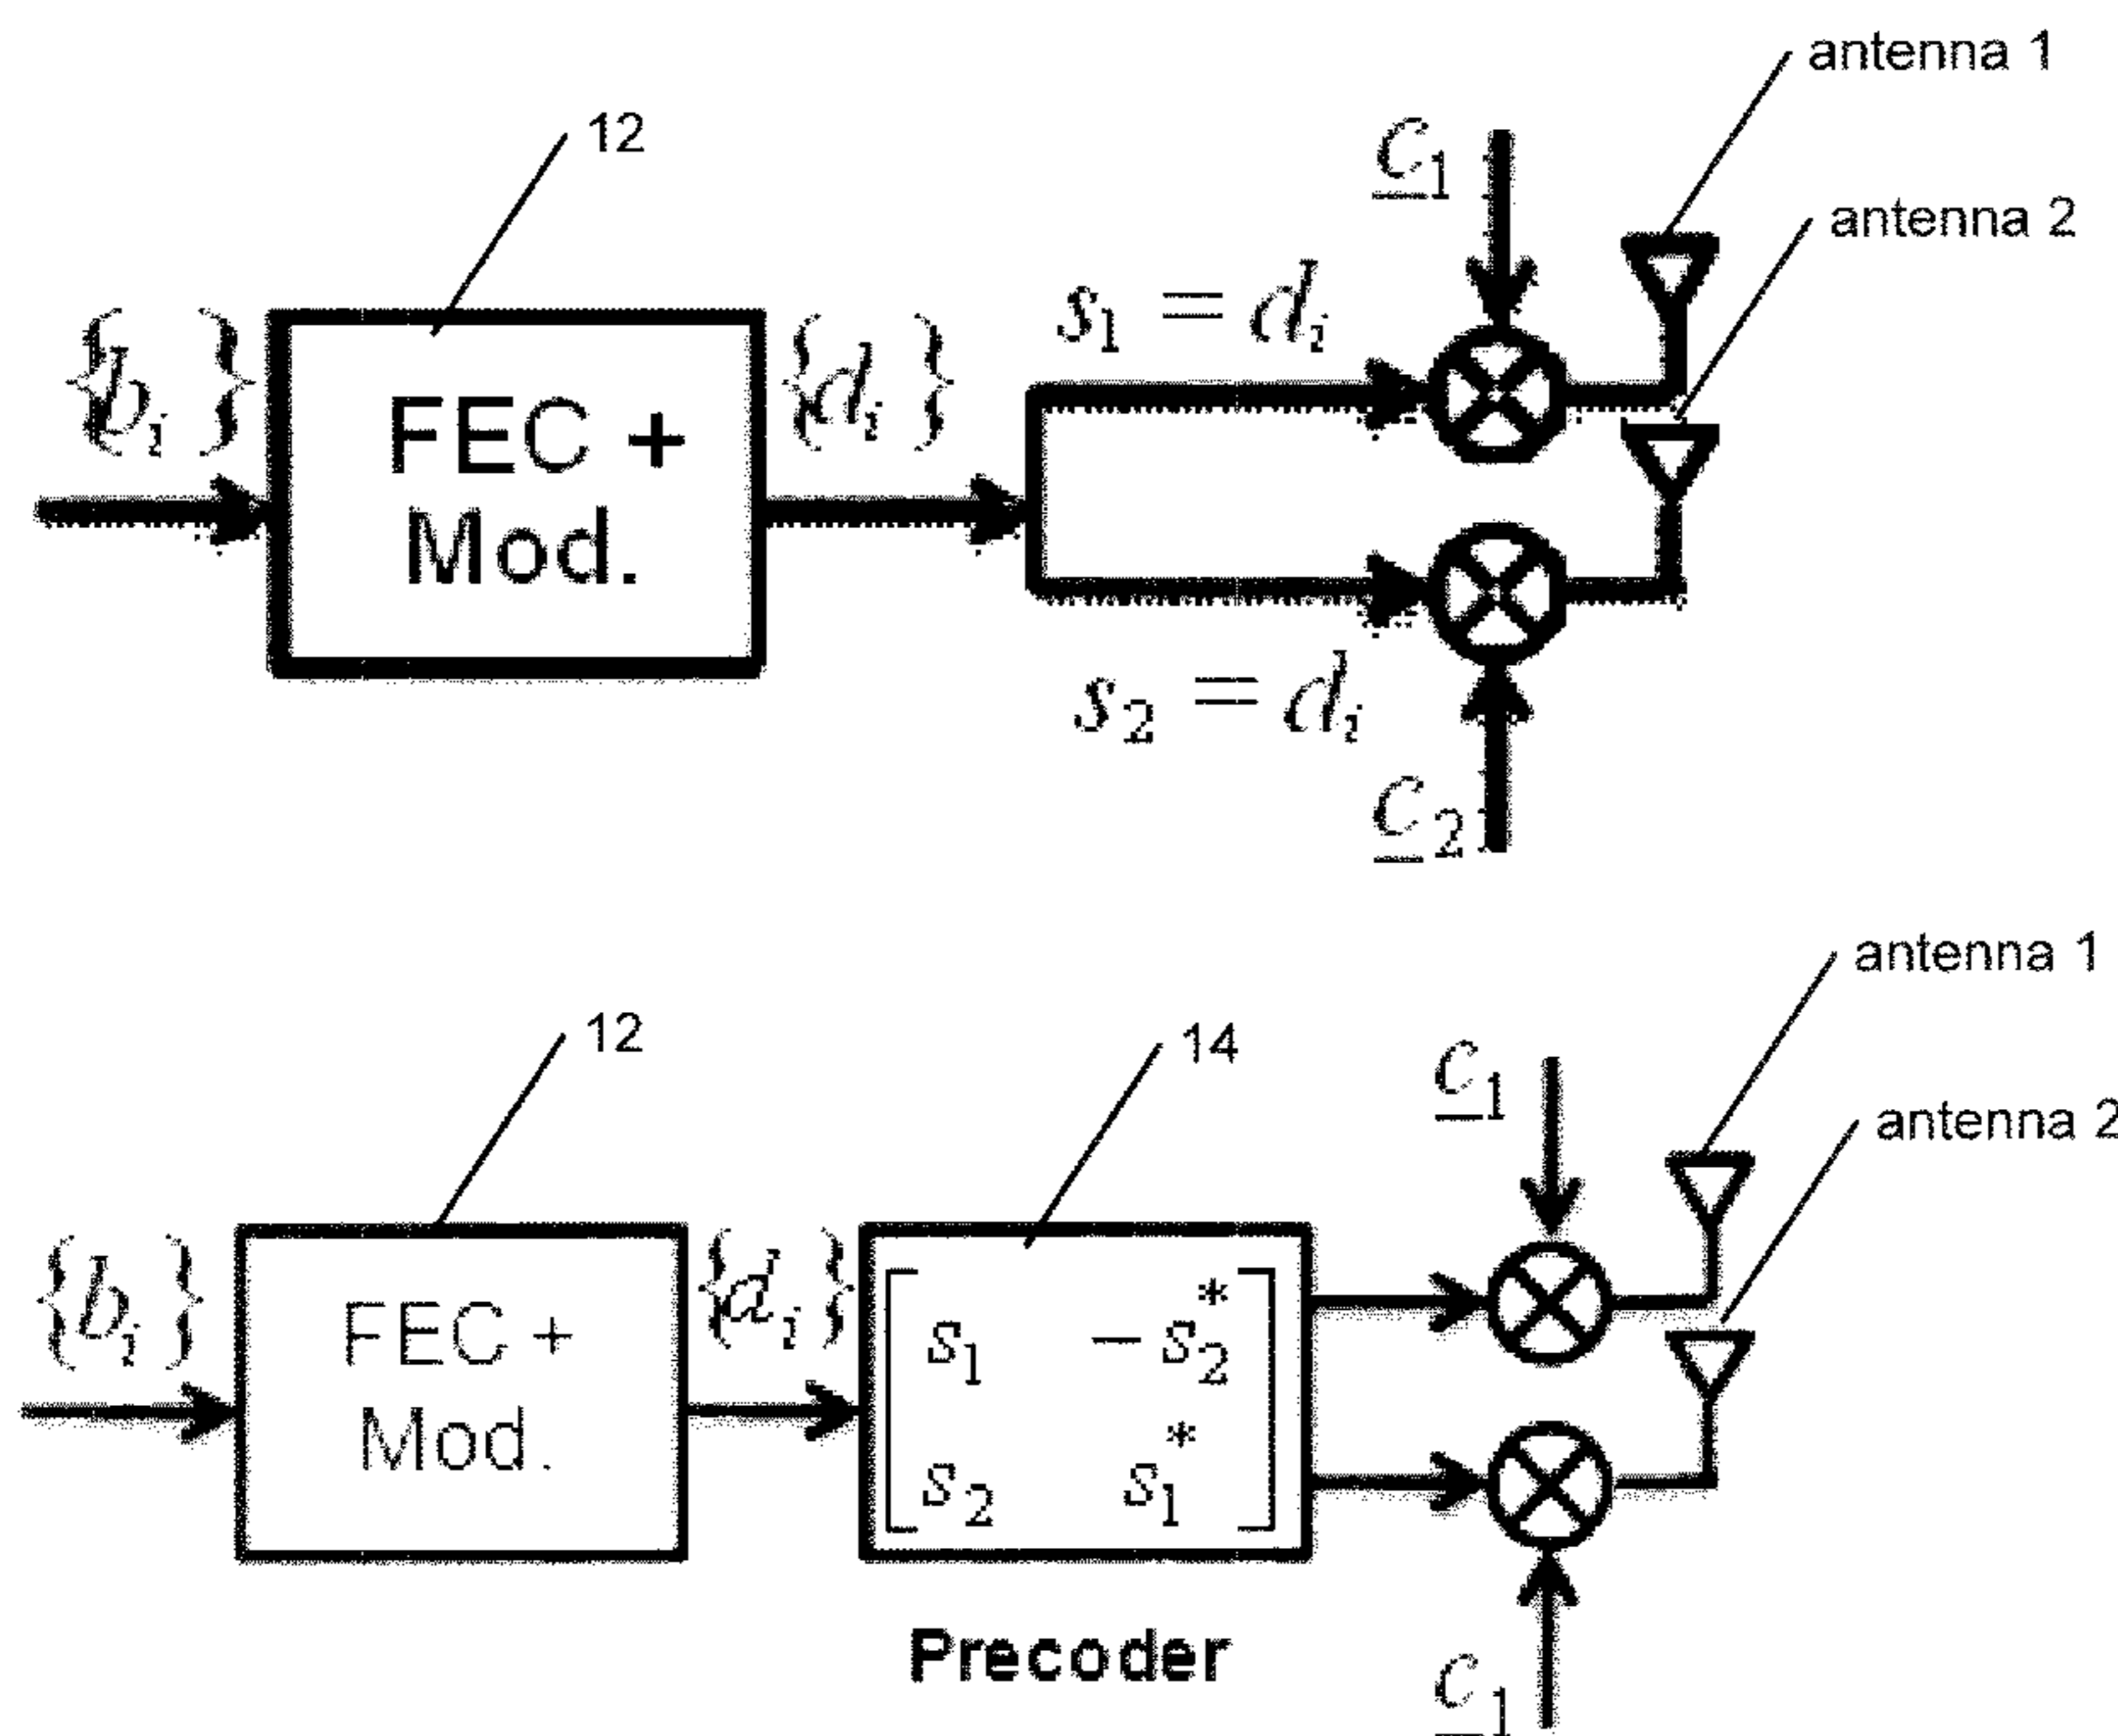 antenna 1
12
c₁
antenna 2
{bᵢ}
FEC +
Mod.
{dᵢ}
s₁ = dᵢ
s₂ = dᵢ
c₂
antenna 1
12
14
c₁
antenna 2
{bᵢ}
FEC +
Mod.
{dᵢ}
s₁ −s₂*
s₂ s₁*
Precoder
c₁